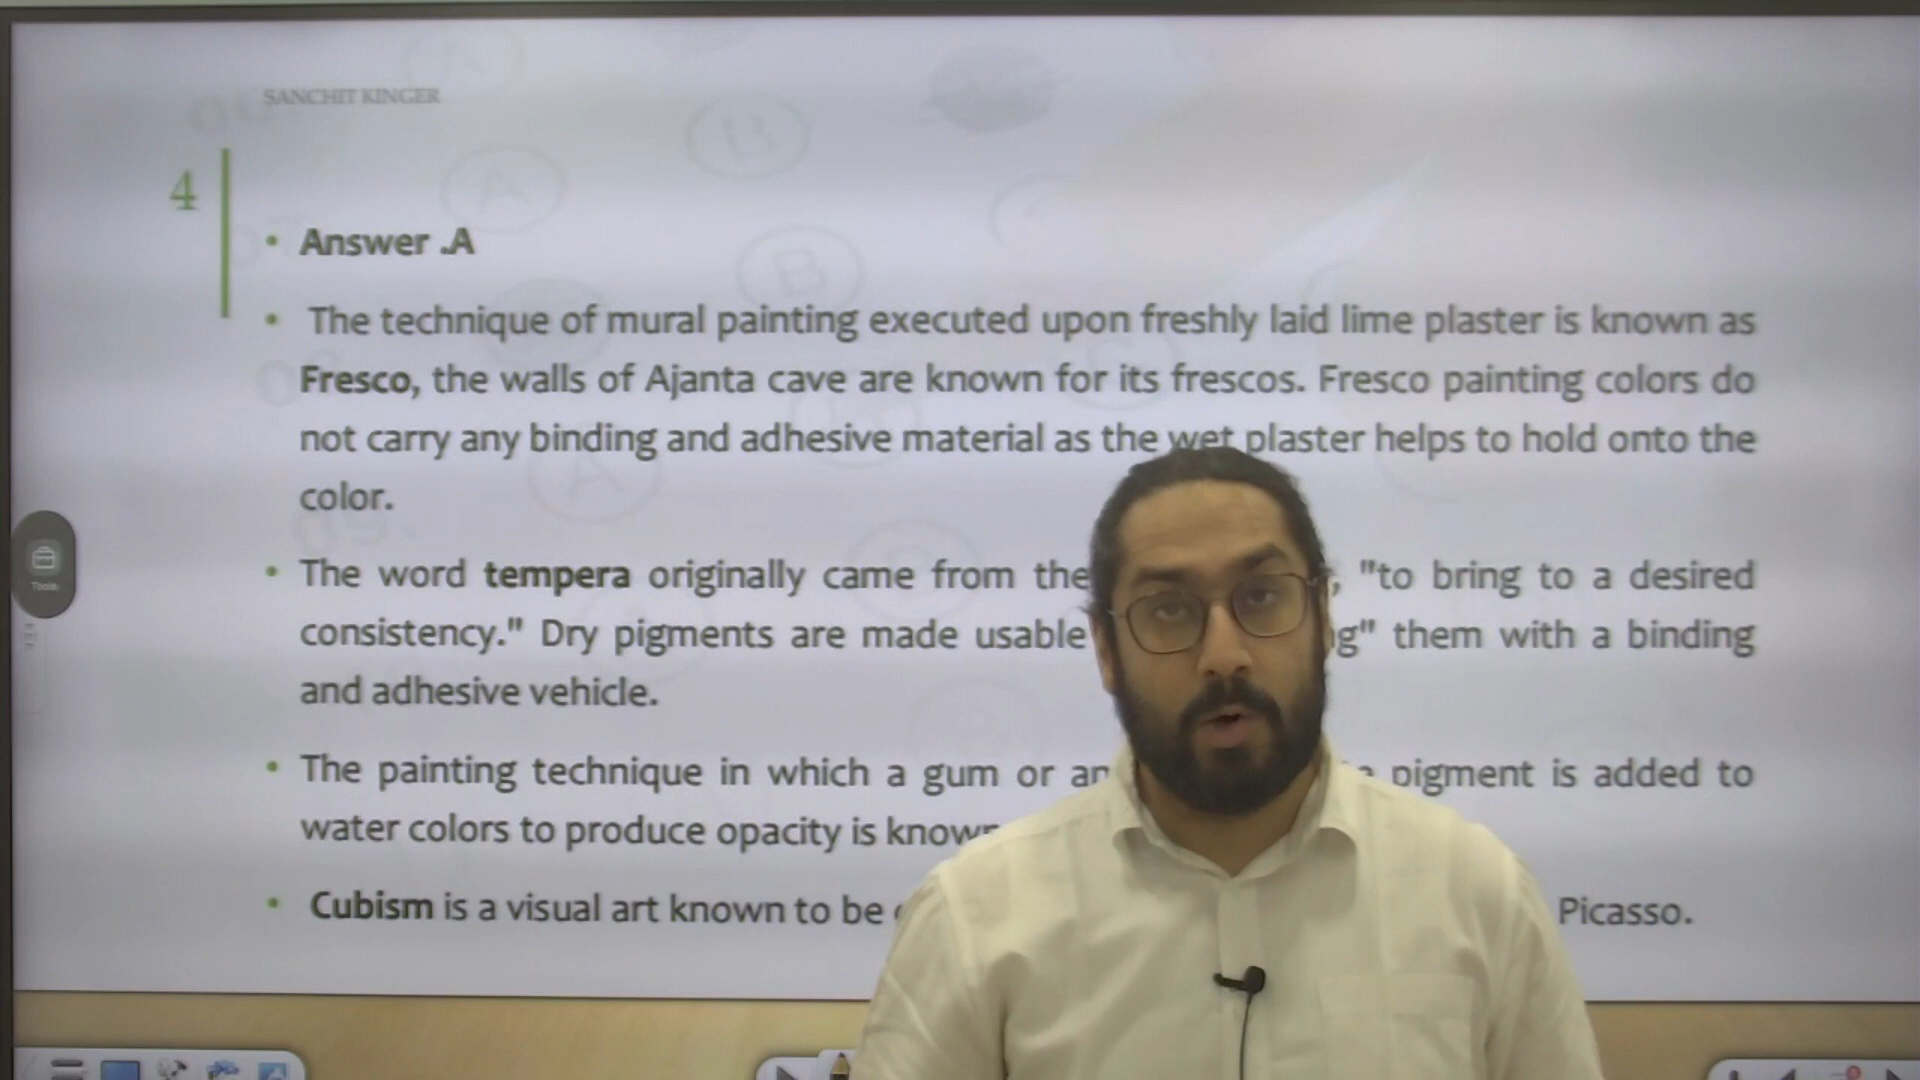 SANCHIT KINGER
4
• Answer .A
• The technique of mural painting executed upon freshly laid lime plaster is known as
Fresco, the walls of Ajanta cave are known for its frescos. Fresco painting colors do
not carry any binding and adhesive material as the wet plaster helps to hold onto the
color.
• The word tempera originally came from the , "to bring to a desired
consistency." Dry pigments are made usable them with a binding
and adhesive vehicle.
• The painting technique in which a gum or pigment is added to
water colors to produce opacity is
• Cubism is a visual art known to be Picasso.
Tools